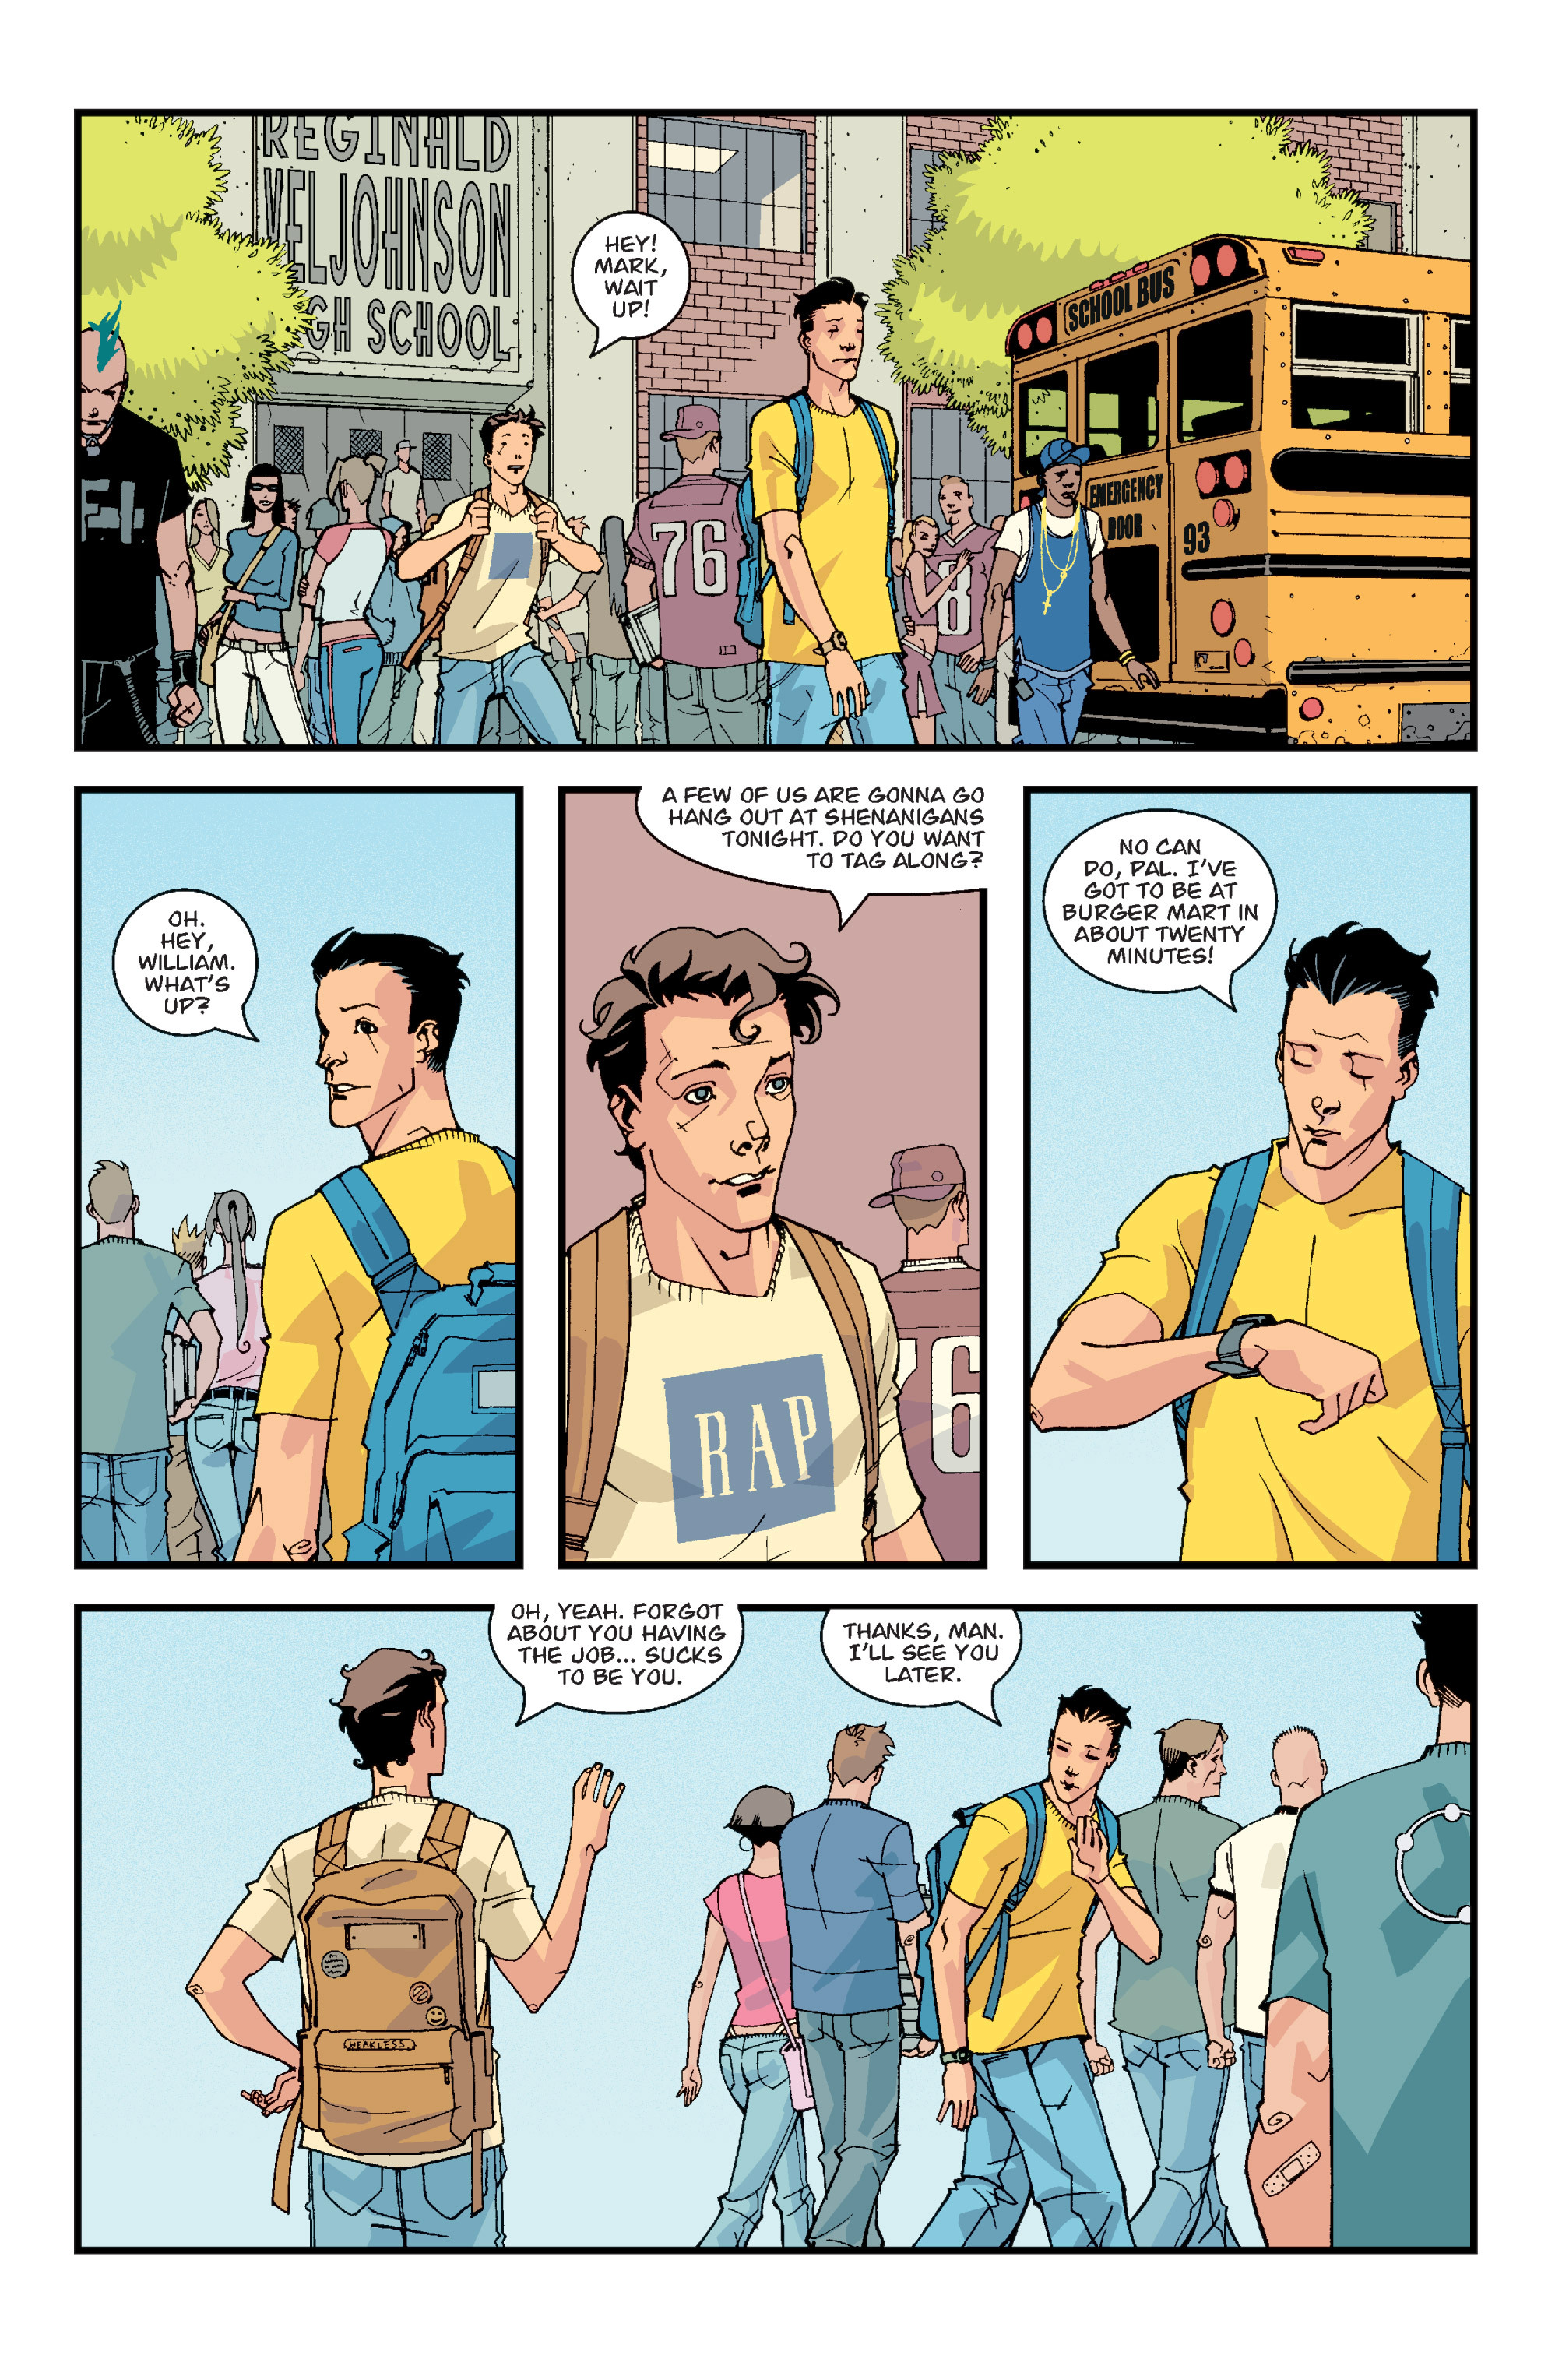 REGINALD
VELJOHNSON
GH SCHOOL
HEY!
MARK,
WAIT
UP!
SCHOOL BUS
EMERGENCY
DOOR
93
76
8
OH.
HEY,
WILLIAM.
WHAT'S
UP?
A FEW OF US ARE GONNA GO
HANG OUT AT SHENANIGANS
TONIGHT. DO YOU WANT
TO TAG ALONG?
RAP
6
NO CAN
DO, PAL. I'VE
GOT TO BE AT
BURGER MART IN
ABOUT TWENTY
MINUTES!
OH, YEAH. FORGOT
ABOUT YOU HAVING
THE JOB... SUCKS
TO BE YOU.
THANKS, MAN.
I'LL SEE YOU
LATER.